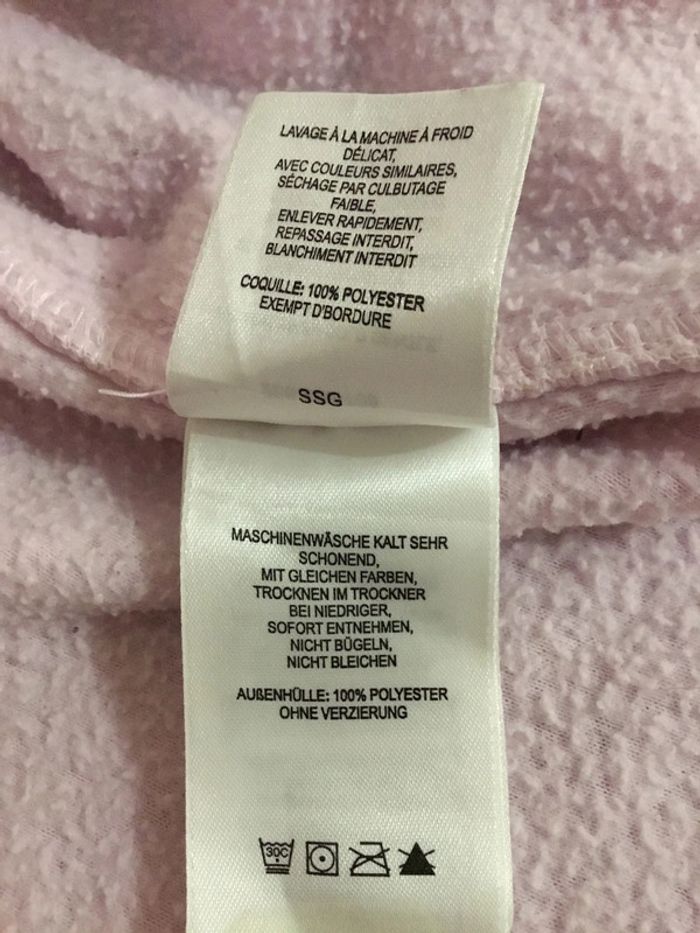 LAVAGE À LA MACHINE À FROID
DÉLICAT,
AVEC COULEURS SIMILAIRES,
SÉCHAGE PAR CULBUTAGE
FAIBLE,
ENLEVER RAPIDEMENT,
REPASSAGE INTERDIT,
BLANCHIMENT INTERDIT
COQUILLE: 100% POLYESTER
EXEMPT D'BORDURE
SSG
MASCHINENWÄSCHE KALT SEHR
SCHONEND,
MIT GLEICHEN FARBEN,
TROCKNEN IM TROCKNER
BEI NIEDRIGER,
SOFORT ENTNEHMEN,
NICHT BÜGELN,
NICHT BLEICHEN
AUßENHÜLLE: 100% POLYESTER
OHNE VERZIERUNG
30C